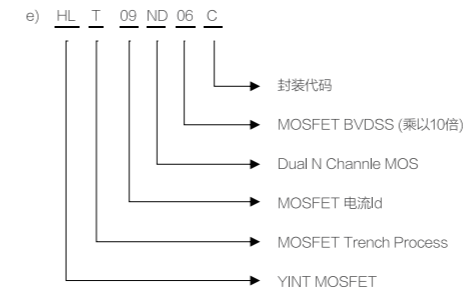 e) HL T 09 ND 06 C
封装代码
MOSFET BVDSS (乘以10倍)
Dual N Channle MOS
MOSFET 电流Id
MOSFET Trench Process
YINT MOSFET